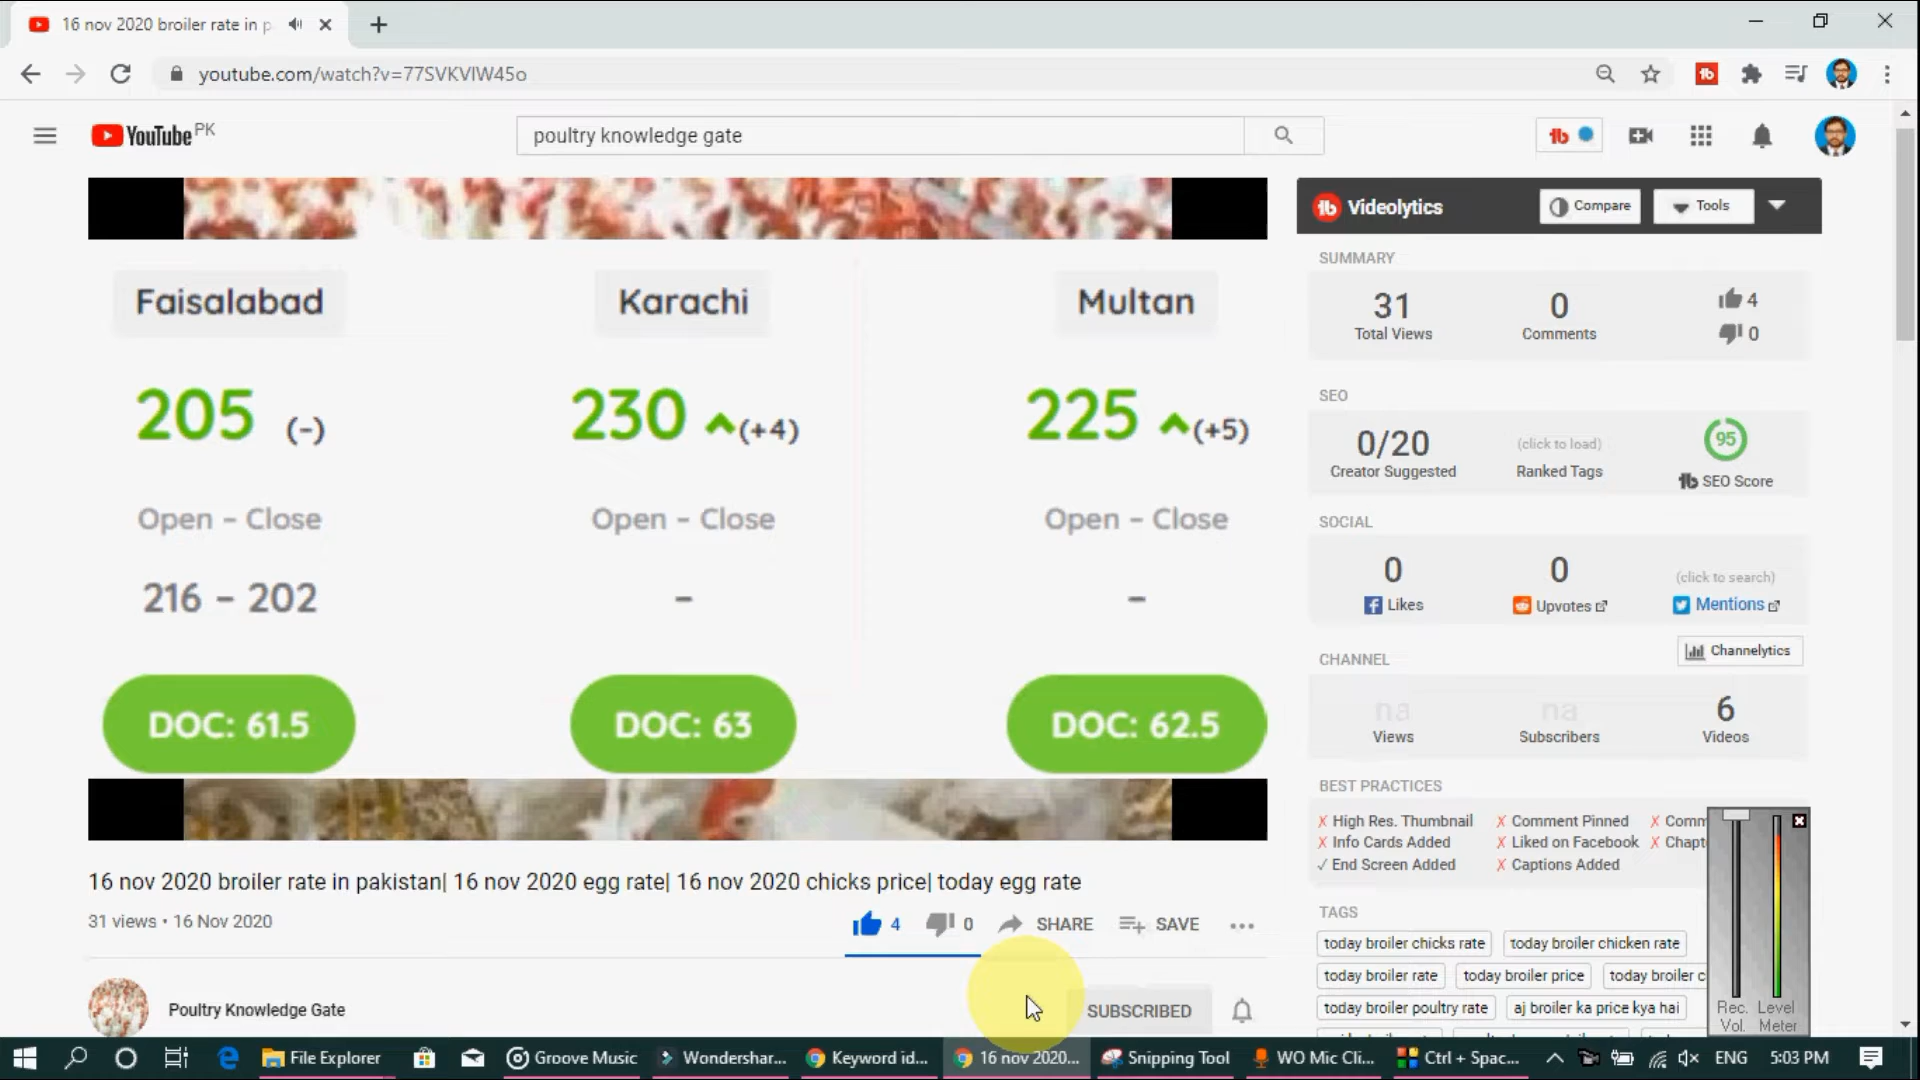 16 nov 2020 broiler rate in p
youtube.com/watch?v=77SVKVlW45o
YouTube PK
poultry knowledge gate
Faisalabad
Karachi
Multan
205 (-)
230 (+4)
225 (+5)
Open - Close
Open - Close
Open - Close
216 - 202
-
-
DOC: 61.5
DOC: 63
DOC: 62.5
16 nov 2020 broiler rate in pakistan| 16 nov 2020 egg rate| 16 nov 2020 chicks price| today egg rate
31 views • 16 Nov 2020
4
0
SHARE
SAVE
Poultry Knowledge Gate
SUBSCRIBED
Videolytics
Compare
Tools
SUMMARY
31
0
4
Total Views
Comments
0
SEO
0/20
(click to load)
95
Creator Suggested
Ranked Tags
SEO Score
SOCIAL
0
0
(click to search)
Likes
Upvotes
Mentions
CHANNEL
Channelytics
na
na
6
Views
Subscribers
Videos
BEST PRACTICES
X High Res. Thumbnail X Comment Pinned X Comm
X Info Cards Added X Liked on Facebook X Chapt
✓ End Screen Added X Captions Added
TAGS
today broiler chicks rate
today broiler chicken rate
today broiler rate
today broiler price
today broiler c
today broiler poultry rate
aj broiler ka price kya hai
Rec. Level
Vol. Meter
File Explorer
Groove Music
Wondershar...
Keyword id...
16 nov 2020...
Snipping Tool
WO Mic Cli...
Ctrl + Spac...
ENG
5:03 PM